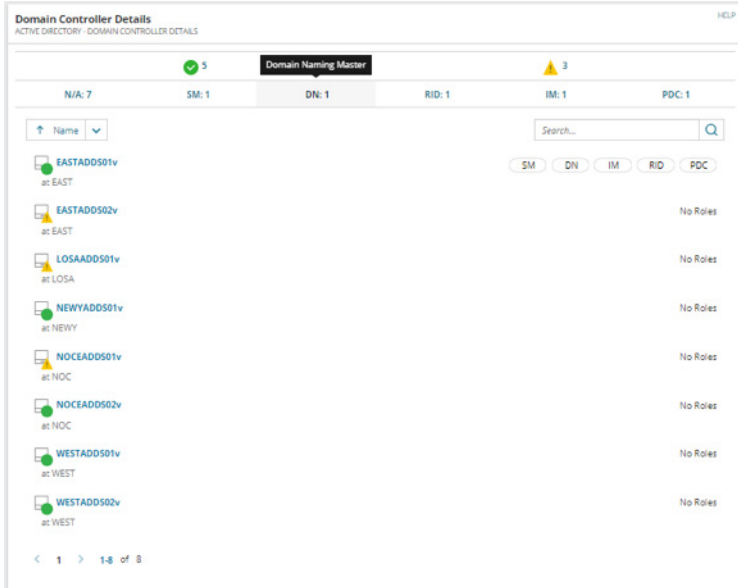 Domain Controller Details
HELP
ACTIVE DIRECTORY · DOMAIN CONTROLLER DETAILS
5
Domain Naming Master
3
N/A: 7
SM: 1
DN: 1
RID: 1
IM: 1
PDC: 1
Name
Search...
EASTADDS01v
SM
DN
IM
RID
PDC
at EAST
EASTADDS02v
No Roles
at EAST
LOSAADDS01v
No Roles
at LOSA
NEWYADDS01v
No Roles
at NEWY
NOCEADDS01v
No Roles
at NOC
NOCEADDS02v
No Roles
at NOC
WESTADDS01v
No Roles
at WEST
WESTADDS02v
No Roles
at WEST
1 1-8 of 8